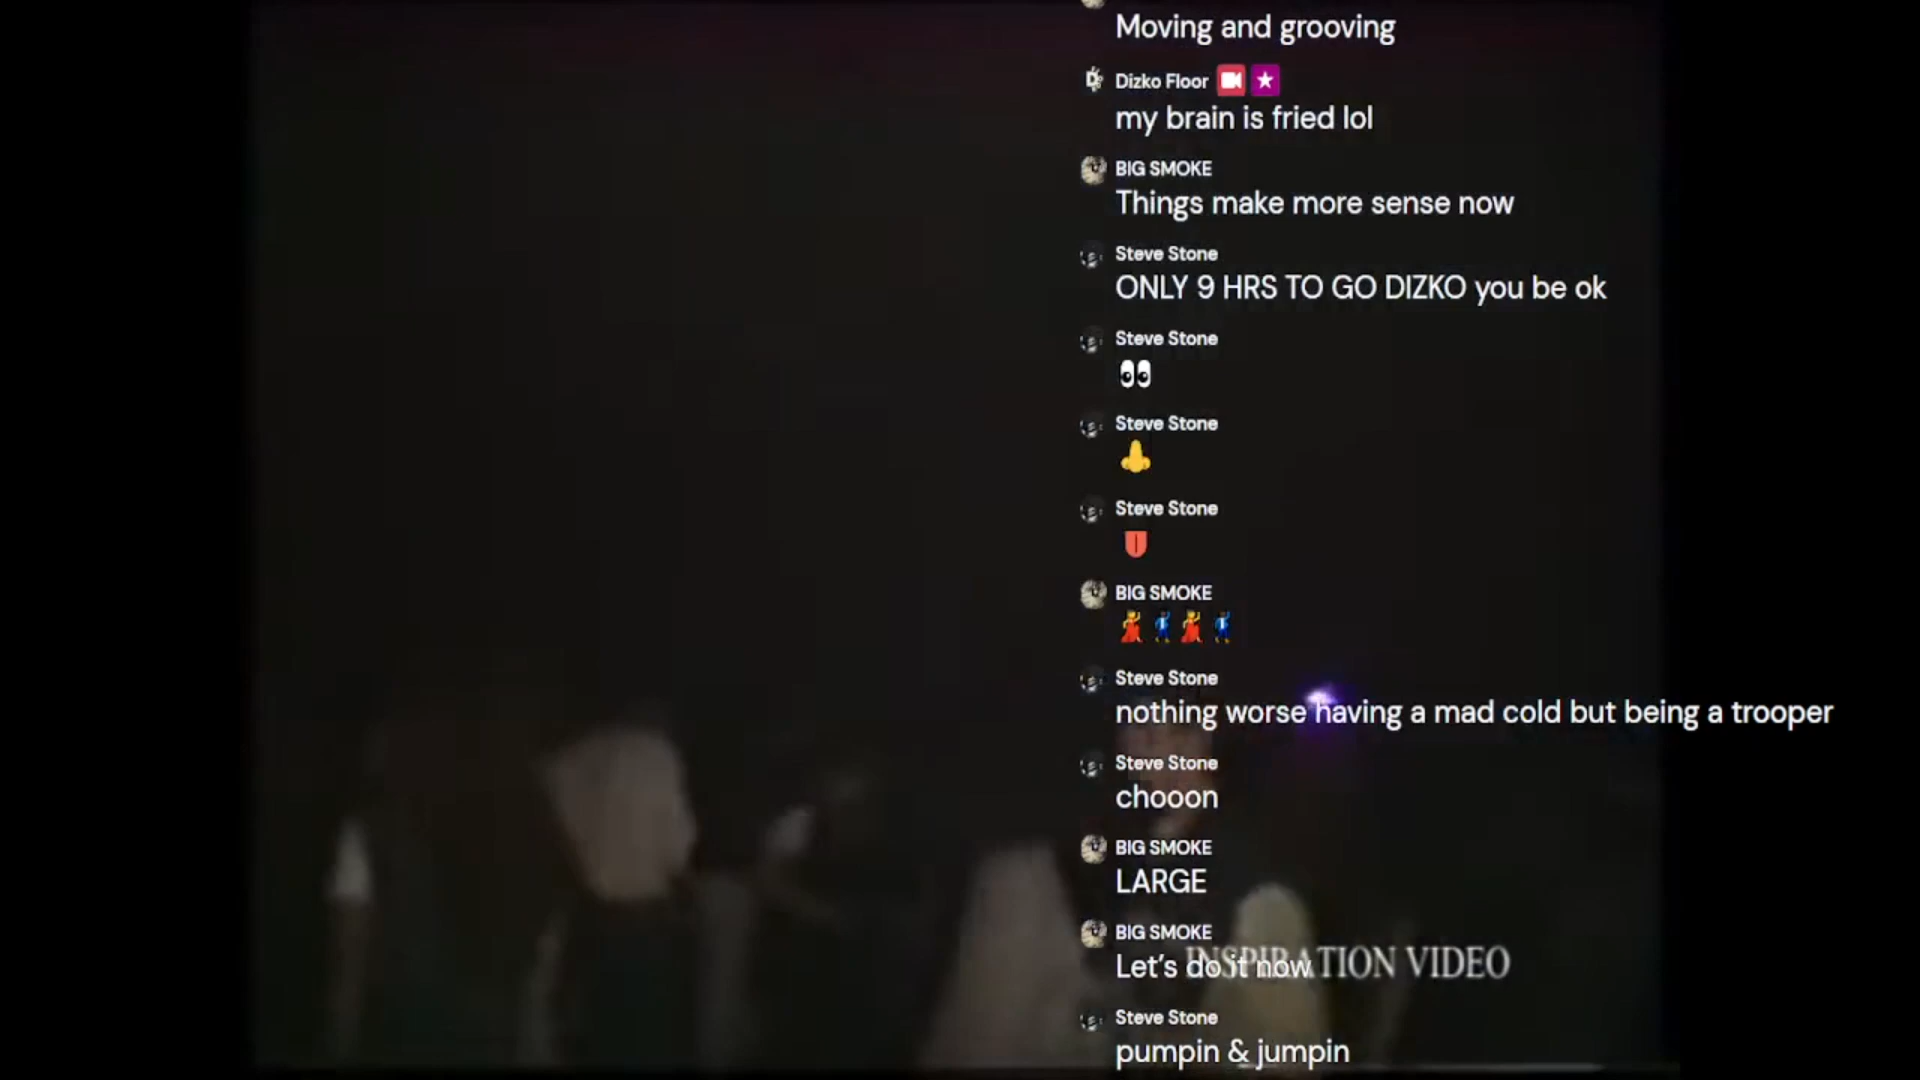 Moving and grooving
Dizko Floor
my brain is fried lol
BIG SMOKE
Things make more sense now
Steve Stone
ONLY 9 HRS TO GO DIZKO you be ok
Steve Stone
👀
Steve Stone
👃
Steve Stone
👅
BIG SMOKE
💃🕺💃🕺
Steve Stone
nothing worse having a mad cold but being a trooper
Steve Stone
chooon
BIG SMOKE
LARGE
BIG SMOKE
Let's do it now
INSPIRATION VIDEO
Steve Stone
pumpin & jumpin